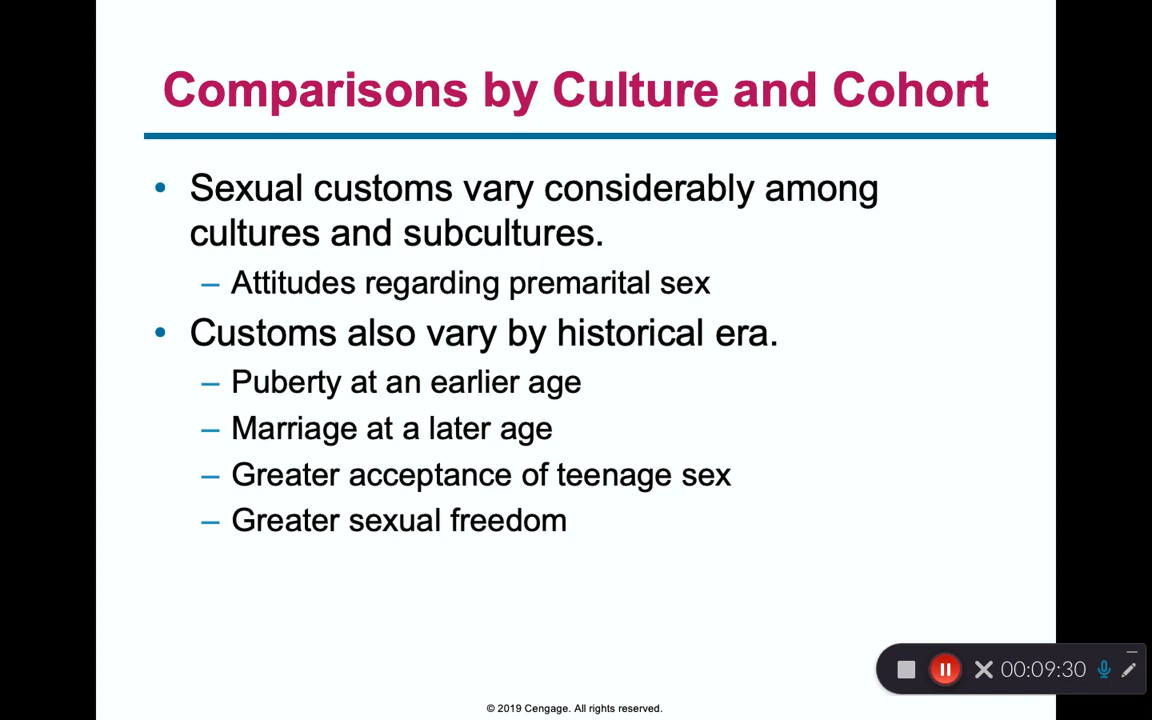 Comparisons by Culture and Cohort
• Sexual customs vary considerably among
cultures and subcultures.
– Attitudes regarding premarital sex
• Customs also vary by historical era.
– Puberty at an earlier age
– Marriage at a later age
– Greater acceptance of teenage sex
– Greater sexual freedom
00:09:30
© 2019 Cengage. All rights reserved.